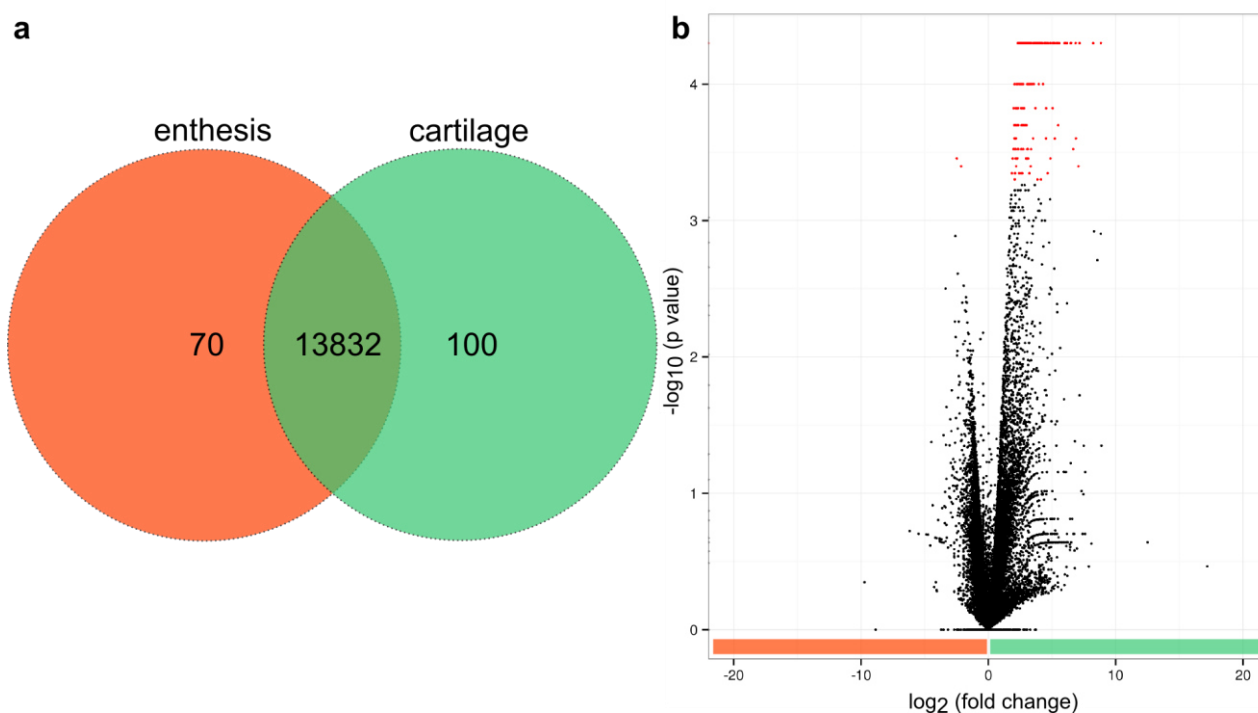 a
enthesis cartilage
70 13832 100
b
-log10 (p value)
4
3
2
1
0
-20 -10 0 10 20
log2 (fold change)